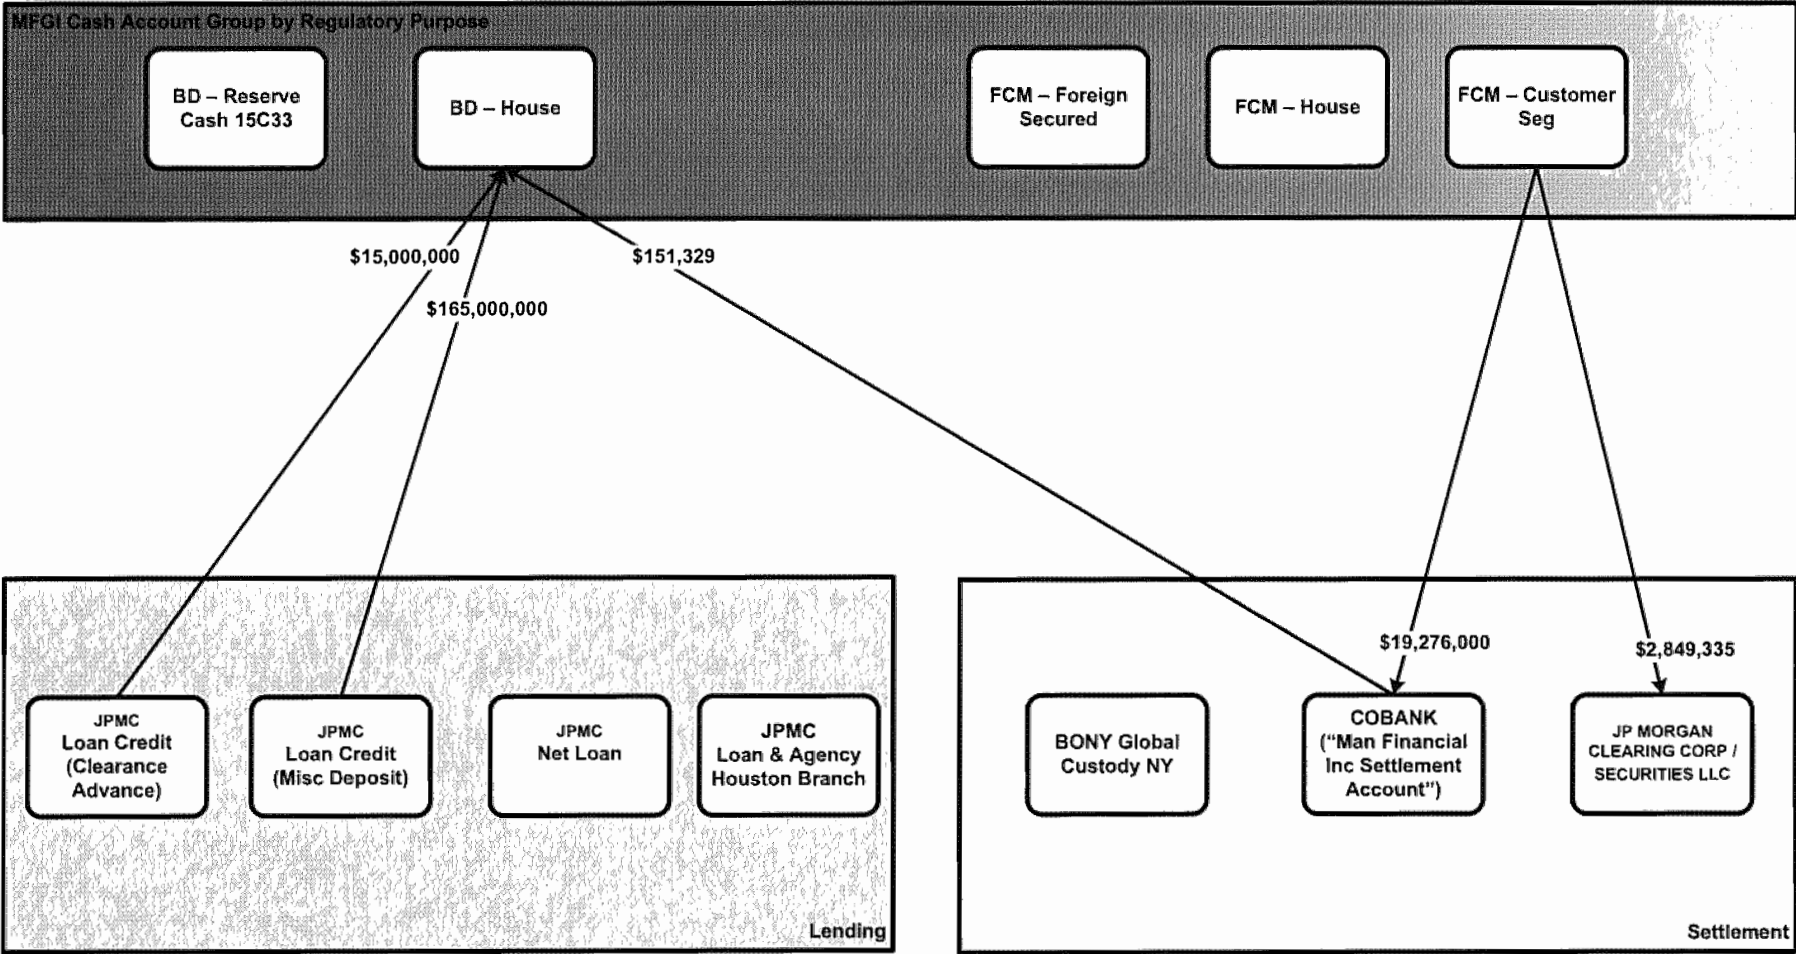 MFGI Cash Account Group by Regulatory Purpose
BD – Reserve
Cash 15C33
BD – House
FCM – Foreign
Secured
FCM – House
FCM – Customer
Seg
$15,000,000
$151,329
$165,000,000
$19,276,000
$2,849,335
JPMC
Loan Credit
(Clearance
Advance)
JPMC
Loan Credit
(Misc Deposit)
JPMC
Net Loan
JPMC
Loan & Agency
Houston Branch
BONY Global
Custody NY
COBANK
("Man Financial
Inc Settlement
Account")
JP MORGAN
CLEARING CORP /
SECURITIES LLC
Lending
Settlement